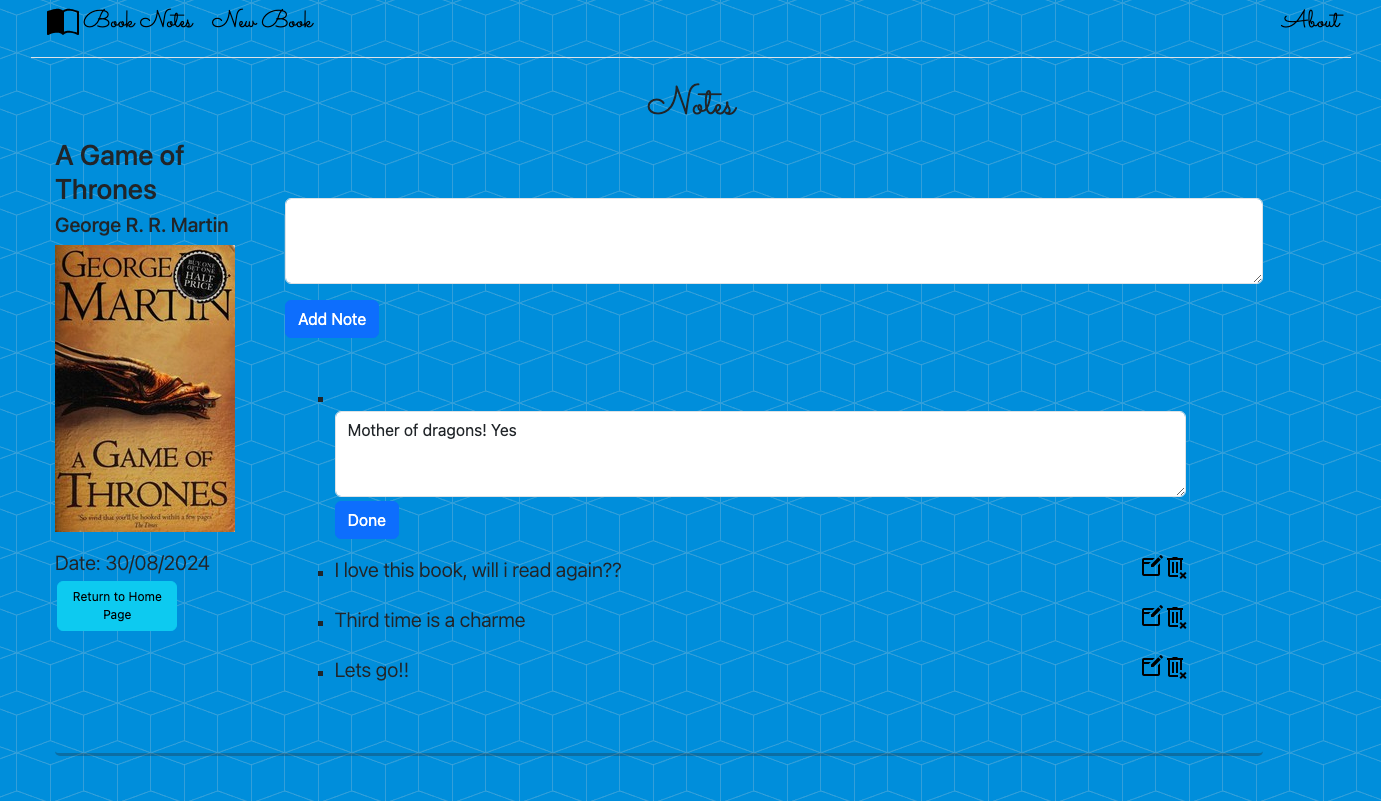 Book Notes New Book About
Notes
A Game of
Thrones
George R. R. Martin
GEORGE
MARTIN
BUY ONE
GET ONE
HALF
PRICE
A GAME OF
THRONES
'So vivid that you'll be hooked within a few pages'
The Times
Date: 30/08/2024
Return to Home
Page
Add Note
Mother of dragons! Yes
Done
I love this book, will i read again??
Third time is a charme
Lets go!!